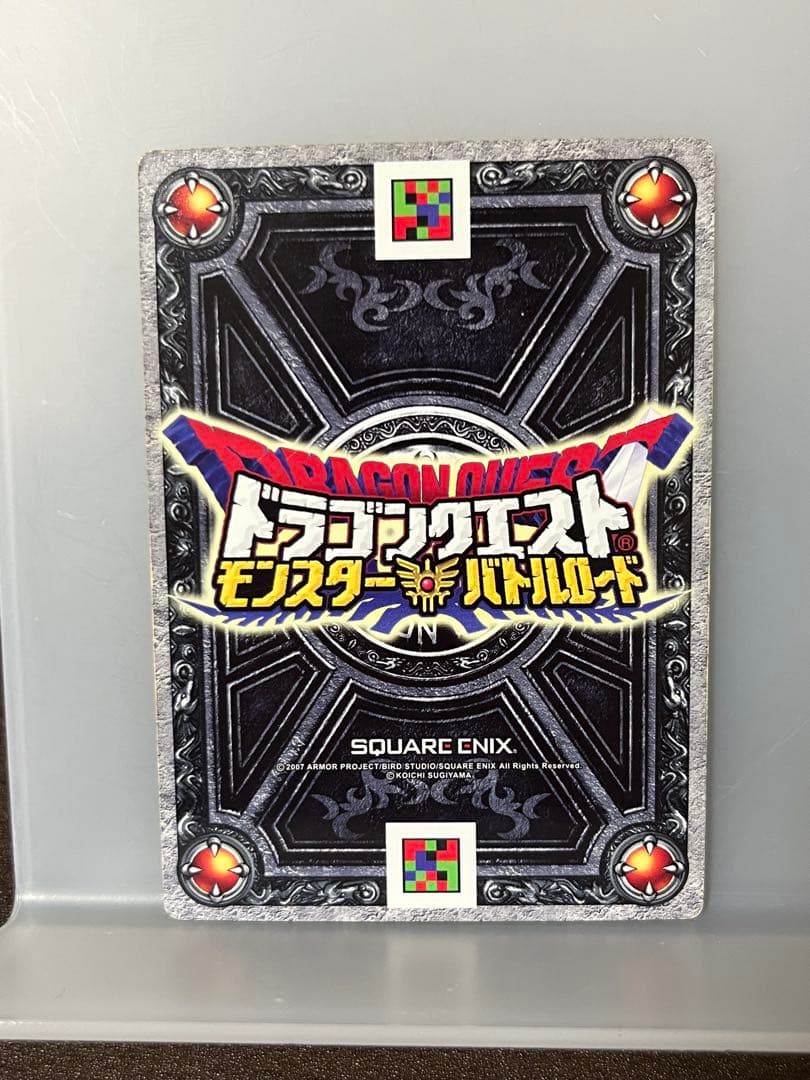 DRAGON QUEST
ドラゴンクエスト®
モンスター バトルロード
ON
SQUARE ENIX.
©2007 ARMOR PROJECT/BIRD STUDIO/SQUARE ENIX All Rights Reserved.
©KOICHI SUGIYAMA